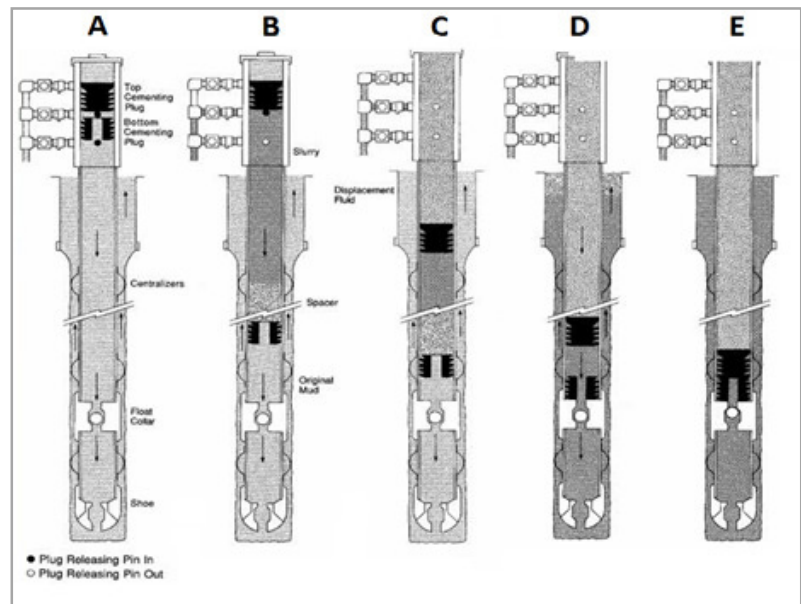 A B C D E
Top
Cementing
Plug
Bottom
Cementing
Plug
Slurry
Displacement
Fluid
Centralizers
Spacer
Original
Mud
Float
Collar
Shoe
● Plug Releasing Pin In
○ Plug Releasing Pin Out